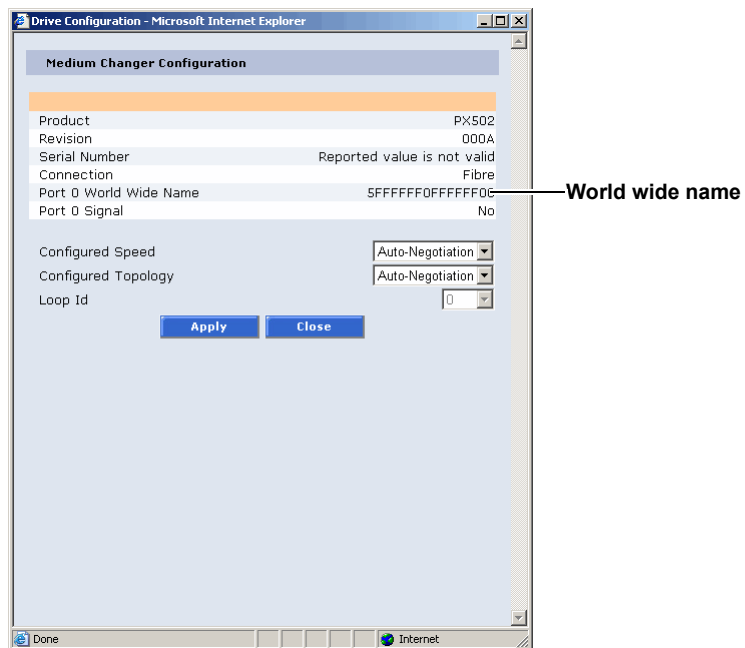 Drive Configuration - Microsoft Internet Explorer
Medium Changer Configuration
Product PX502
Revision 000A
Serial Number Reported value is not valid
Connection Fibre
Port 0 World Wide Name
World wide name
Port 0 Signal No
Configured Speed Auto-Negotiation
Configured Topology Auto-Negotiation
Loop Id 0
Apply Close
Done Internet